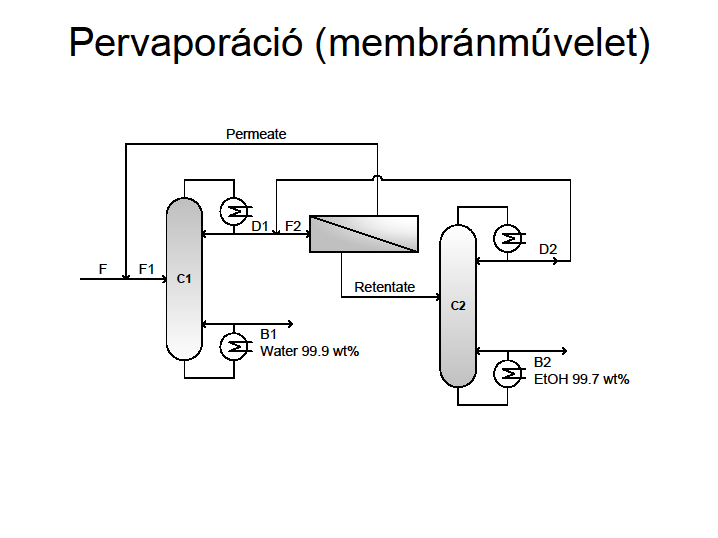 Pervaporáció (membránművelet)
Permeate
D1
F2
D2
F
F1
C1
Retentate
C2
B1
Water 99.9 wt%
B2
EtOH 99.7 wt%